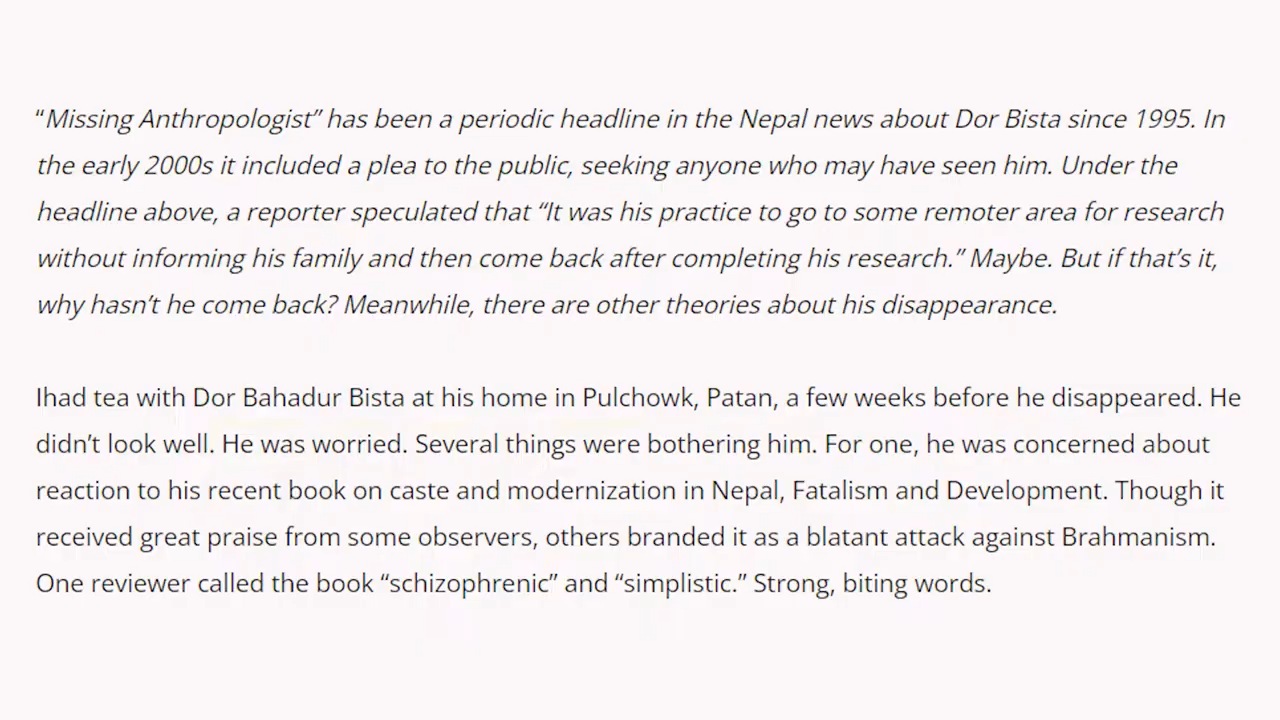 “Missing Anthropologist” has been a periodic headline in the Nepal news about Dor Bista since 1995. In
the early 2000s it included a plea to the public, seeking anyone who may have seen him. Under the
headline above, a reporter speculated that “It was his practice to go to some remoter area for research
without informing his family and then come back after completing his research.” Maybe. But if that’s it,
why hasn’t he come back? Meanwhile, there are other theories about his disappearance.
Ihad tea with Dor Bahadur Bista at his home in Pulchowk, Patan, a few weeks before he disappeared. He
didn’t look well. He was worried. Several things were bothering him. For one, he was concerned about
reaction to his recent book on caste and modernization in Nepal, Fatalism and Development. Though it
received great praise from some observers, others branded it as a blatant attack against Brahmanism.
One reviewer called the book “schizophrenic” and “simplistic.” Strong, biting words.